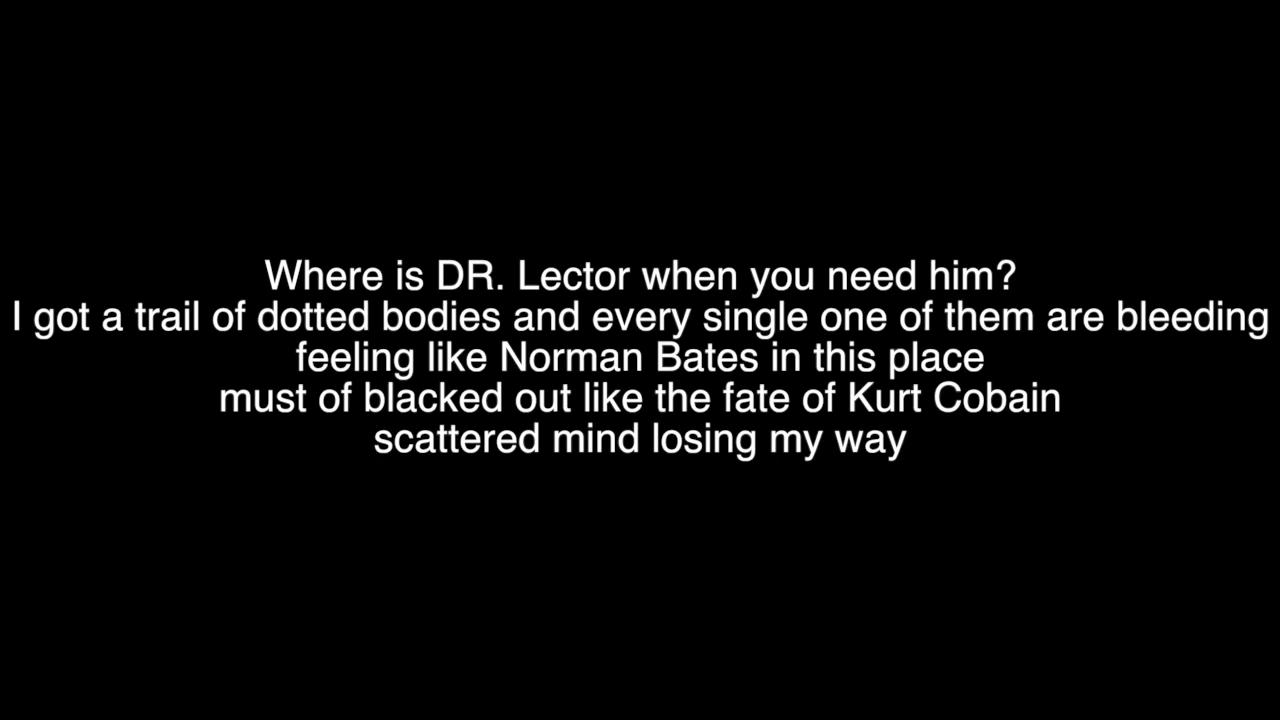 Where is DR. Lector when you need him?
I got a trail of dotted bodies and every single one of them are bleeding
feeling like Norman Bates in this place
must of blacked out like the fate of Kurt Cobain
scattered mind losing my way